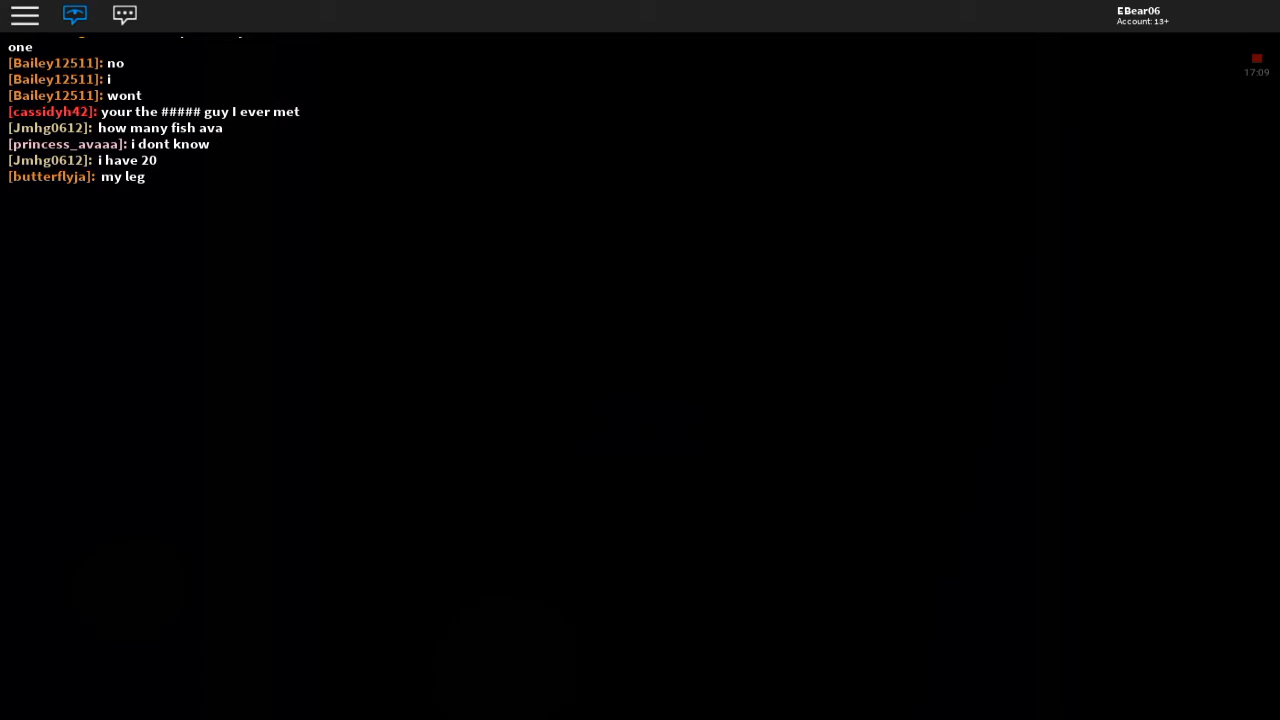 EBear06
Account: 13+
one
17:09
[Bailey12511]: no
[Bailey12511]: i
[Bailey12511]: wont
[cassidyh42]: your the ##### guy I ever met
[Jmhg0612]: how many fish ava
[princess_avaaa]: i dont know
[Jmhg0612]: i have 20
[butterflyja]: my leg